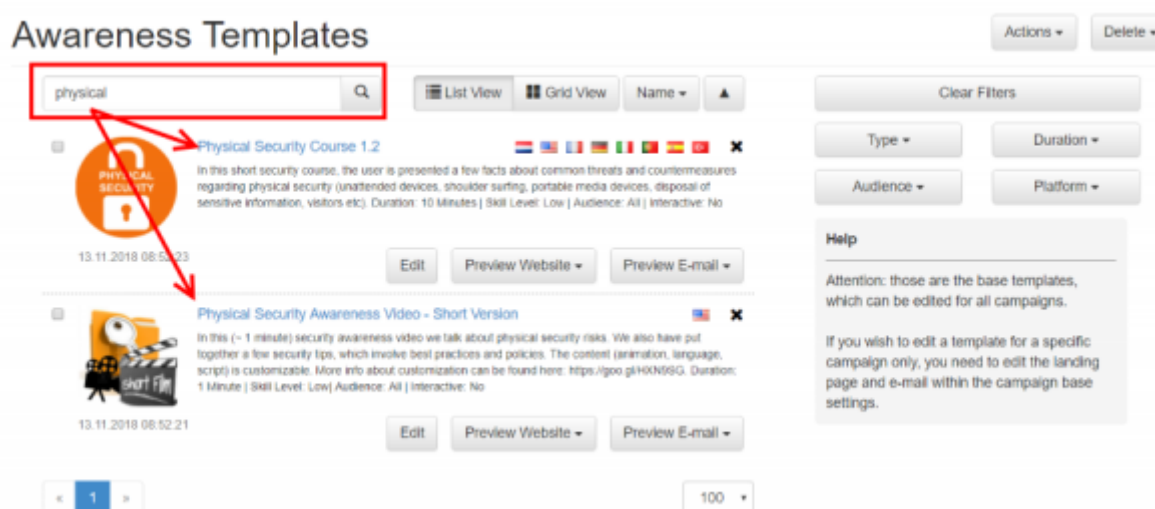 Awareness Templates
Actions
Delete
physical
List View
Grid View
Name
Clear Filters
Type
Duration
Audience
Platform
Physical Security Course 1.2
PHYSICAL
SECURITY
In this short security course, the user is presented a few facts about common threats and countermeasures
regarding physical security (unattended devices, shoulder surfing, portable media devices, disposal of
sensitive information, visitors etc). Duration: 10 Minutes | Skill Level: Low | Audience: All | Interactive: No
13.11.2018 08:52:23
Edit
Preview Website
Preview E-mail
Help
Attention: those are the base templates,
which can be edited for all campaigns.
If you wish to edit a template for a specific
campaign only, you need to edit the landing
page and e-mail within the campaign base
settings.
Physical Security Awareness Video - Short Version
short Film
In this (~ 1 minute) security awareness video we talk about physical security risks. We also have put
together a few security tips, which involve best practices and policies. The content (animation, language,
script) is customizable. More info about customization can be found here: https://goo.gl/HXN9SG. Duration:
1 Minute | Skill Level: Low| Audience: All | Interactive: No
13.11.2018 08:52:21
Edit
Preview Website
Preview E-mail
« 1 »
100